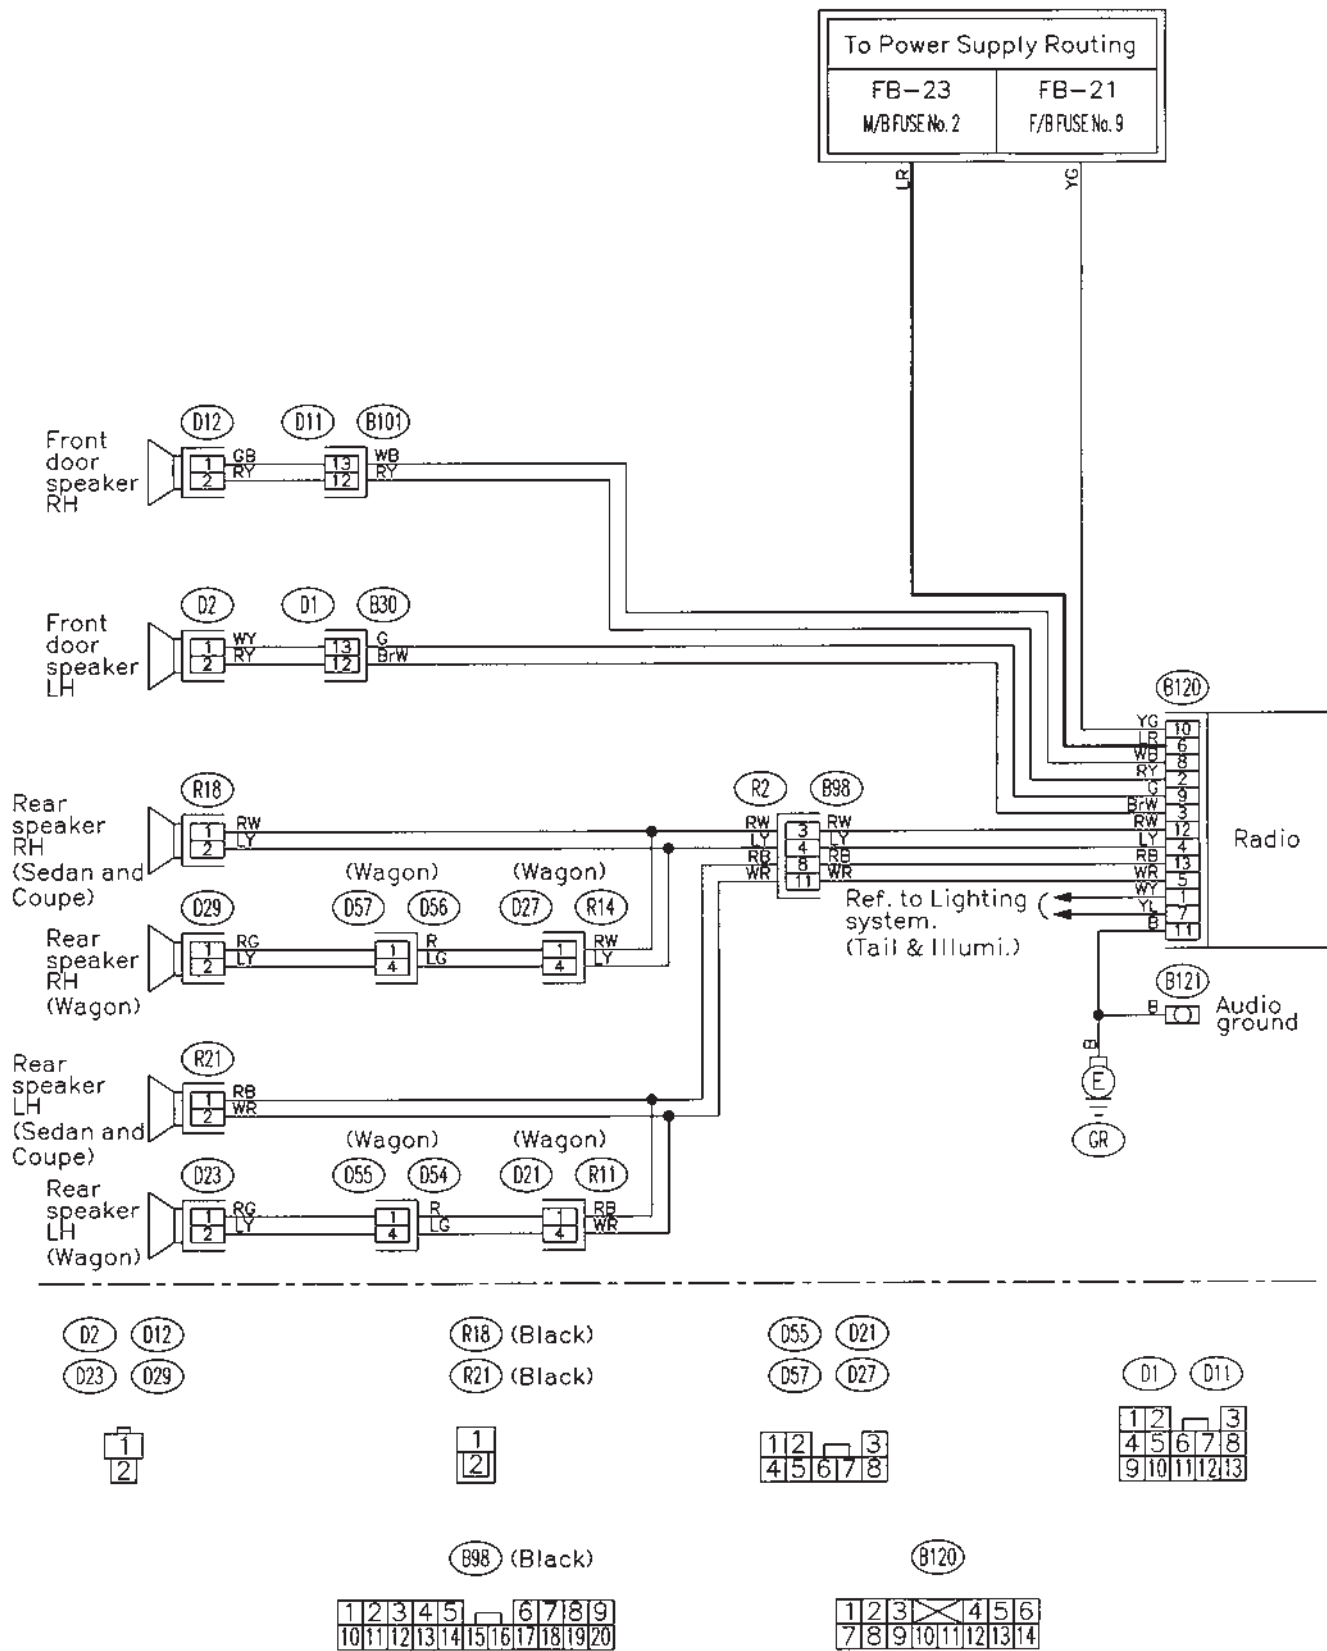 To Power Supply Routing
FB-23
FB-21
M/B FUSE No. 2
F/B FUSE No. 9
LR
YG
D12
D11
B101
Front
door
speaker
RH
1
2
GB
RY
13
12
WB
RY
D2
D1
B30
Front
door
speaker
LH
1
2
WY
RY
13
12
G
BrW
B120
YG 10
LR 6
WB 8
RY 2
G 9
BrW 3
RW 12
LY 4
RB 13
WR 5
WY 1
YL 7
B 11
Radio
R18
R2
B98
Rear
speaker
RH
(Sedan and
Coupe)
1
2
RW
LY
RW 3 RW
LY 4 LY
RB 8 RB
WR 11 WR
Ref. to Lighting
system.
(Tail & Illumi.)
(Wagon)
(Wagon)
D29
D57
D56
D27
R14
Rear
speaker
RH
(Wagon)
1
2
RG
LY
1
4
R
LG
1
4
RW
LY
B121
B
Audio
ground
B
E
GR
R21
Rear
speaker
LH
(Sedan and
Coupe)
1
2
RB
WR
(Wagon)
(Wagon)
D23
D55
D54
D21
R11
Rear
speaker
LH
(Wagon)
1
2
RG
LY
1
4
R
LG
1
4
RB
WR
D2 D12
D23 D29
1
2
R18 (Black)
R21 (Black)
1
2
D55 D21
D57 D27
1 2 3
4 5 6 7 8
D1 D11
1 2 3
4 5 6 7 8
9 10 11 12 13
B98 (Black)
1 2 3 4 5 6 7 8 9
10 11 12 13 14 15 16 17 18 19 20
B120
1 2 3 4 5 6
7 8 9 10 11 12 13 14